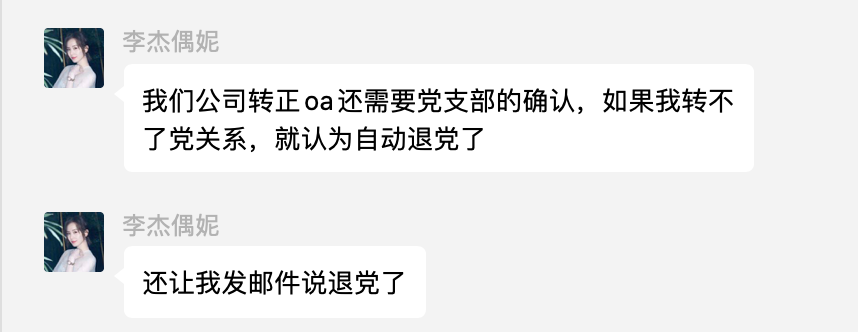 李杰偶妮
我们公司转正oa还需要党支部的确认，如果我转不
了党关系，就认为自动退党了
李杰偶妮
还让我发邮件说退党了